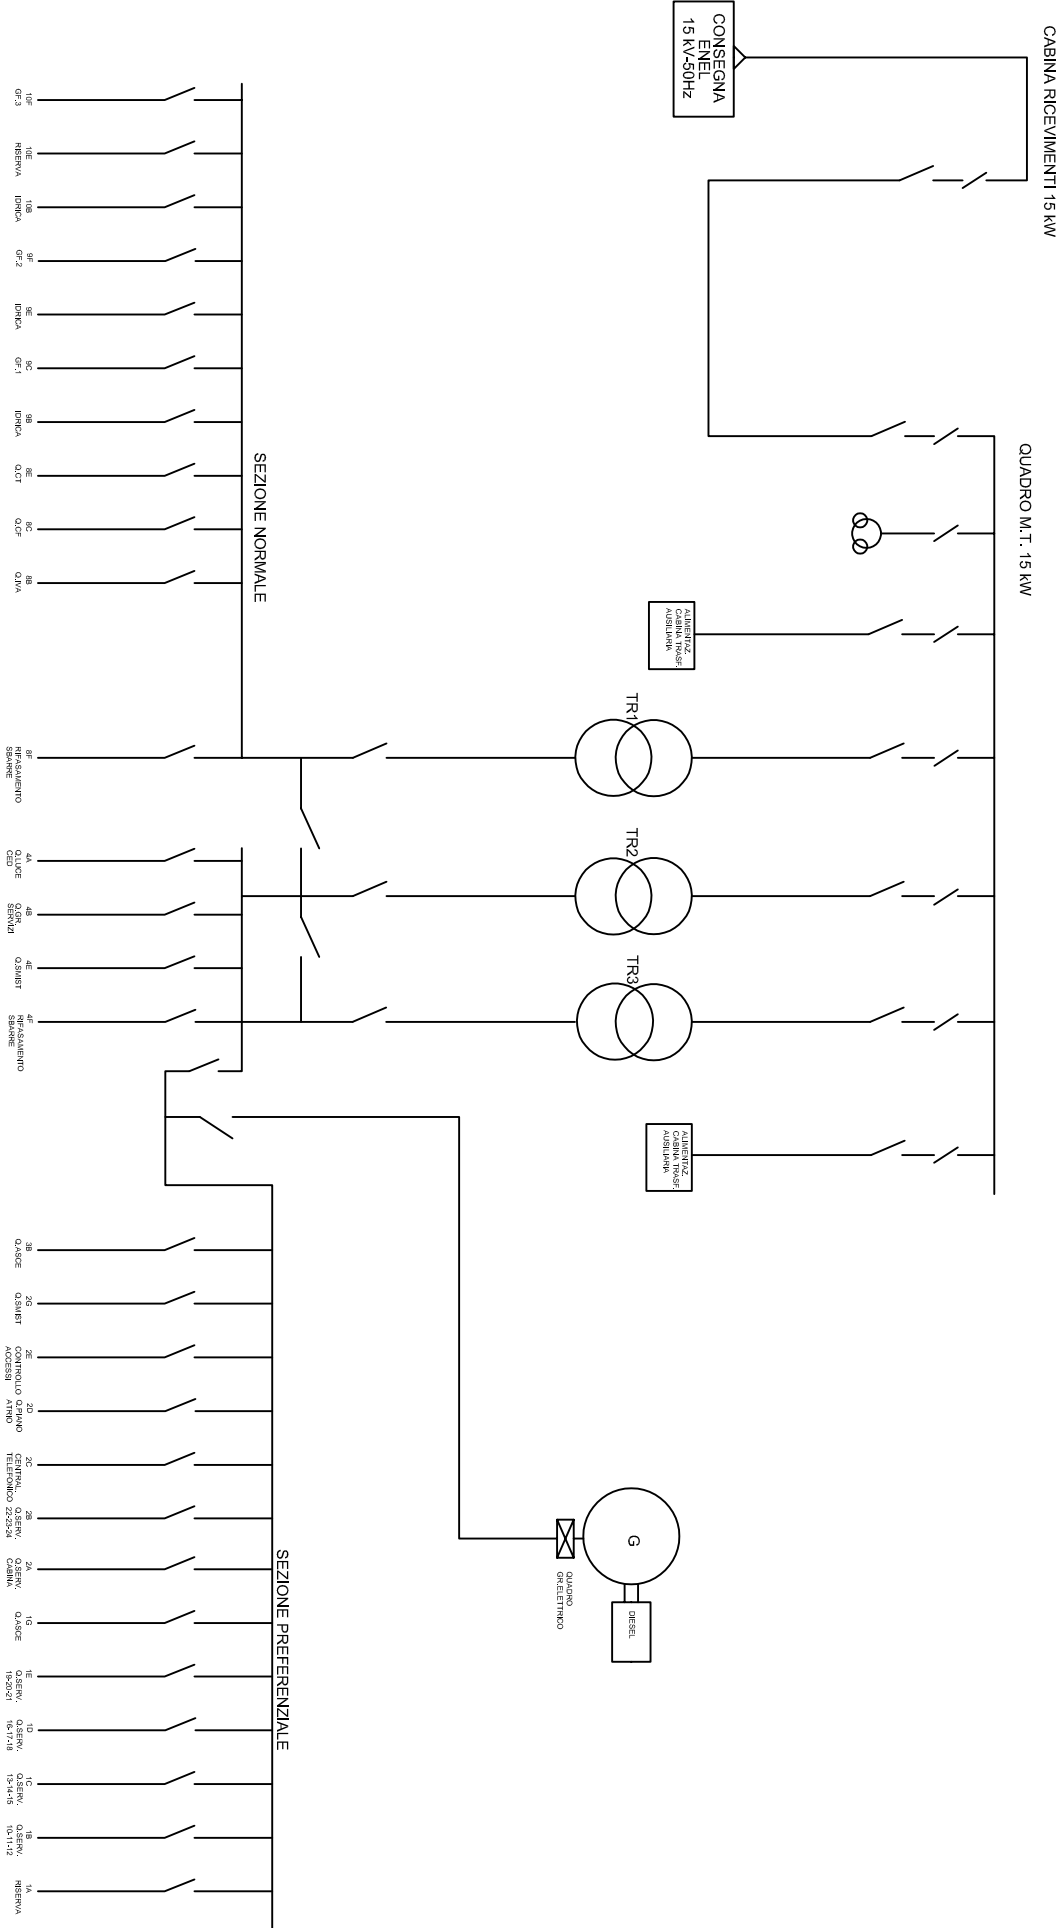 CABINA RICEVIMENTI 15 kW
CONSEGNA
ENEL
15 kV-50Hz
QUADRO M.T. 15 kW
ALIMENTAZ.
CABINA TRASF.
AUSILIARIA
TR1
TR2
TR3
ALIMENTAZ.
CABINA TRASF.
AUSILIARIA
G
DIESEL
QUADRO
GR.ELETTRICO
SEZIONE NORMALE
SEZIONE PREFERENZIALE
10F
GF.3
10E
RISERVA
10B
IDRICA
9F
GF.2
9E
IDRICA
9C
GF.1
9B
IDRICA
8E
Q.CT
8C
Q.CF
8B
Q.IVA
8F
RIFASAMENTO
SBARRE
4A
Q.LUCE
CED
4B
Q.GR.
SERVIZI
4E
Q.SMIST
4F
RIFASAMENTO
SBARRE
3B
Q.ASCE
2G
Q.SMIST
2E
CONTROLLO
ACCESSI
2D
Q.PIANO
ATRIO
2C
CENTRAL.
TELEFONICO
2B
Q.SERV.
22-23-24
2A
Q.SERV.
CABINA
1G
Q.ASCE
1E
Q.SERV.
19-20-21
1D
Q.SERV.
16-17-18
1C
Q.SERV.
13-14-15
1B
Q.SERV.
10-11-12
1A
RISERVA